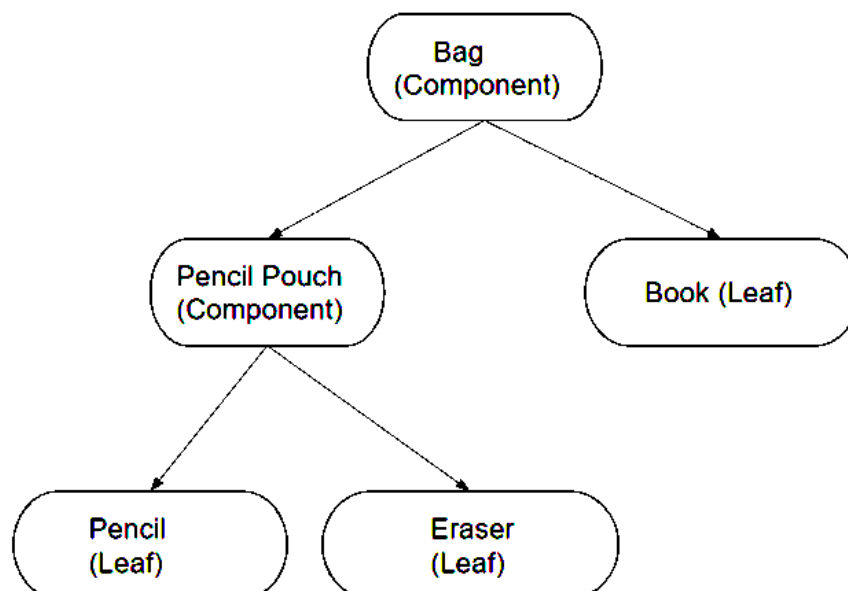 Bag
(Component)
Pencil Pouch
(Component)
Book (Leaf)
Pencil
(Leaf)
Eraser
(Leaf)